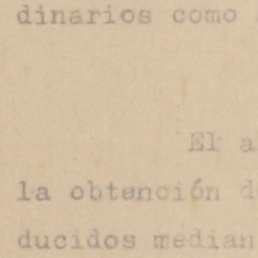 dinarios como
El a
la obtención d
ducidos median